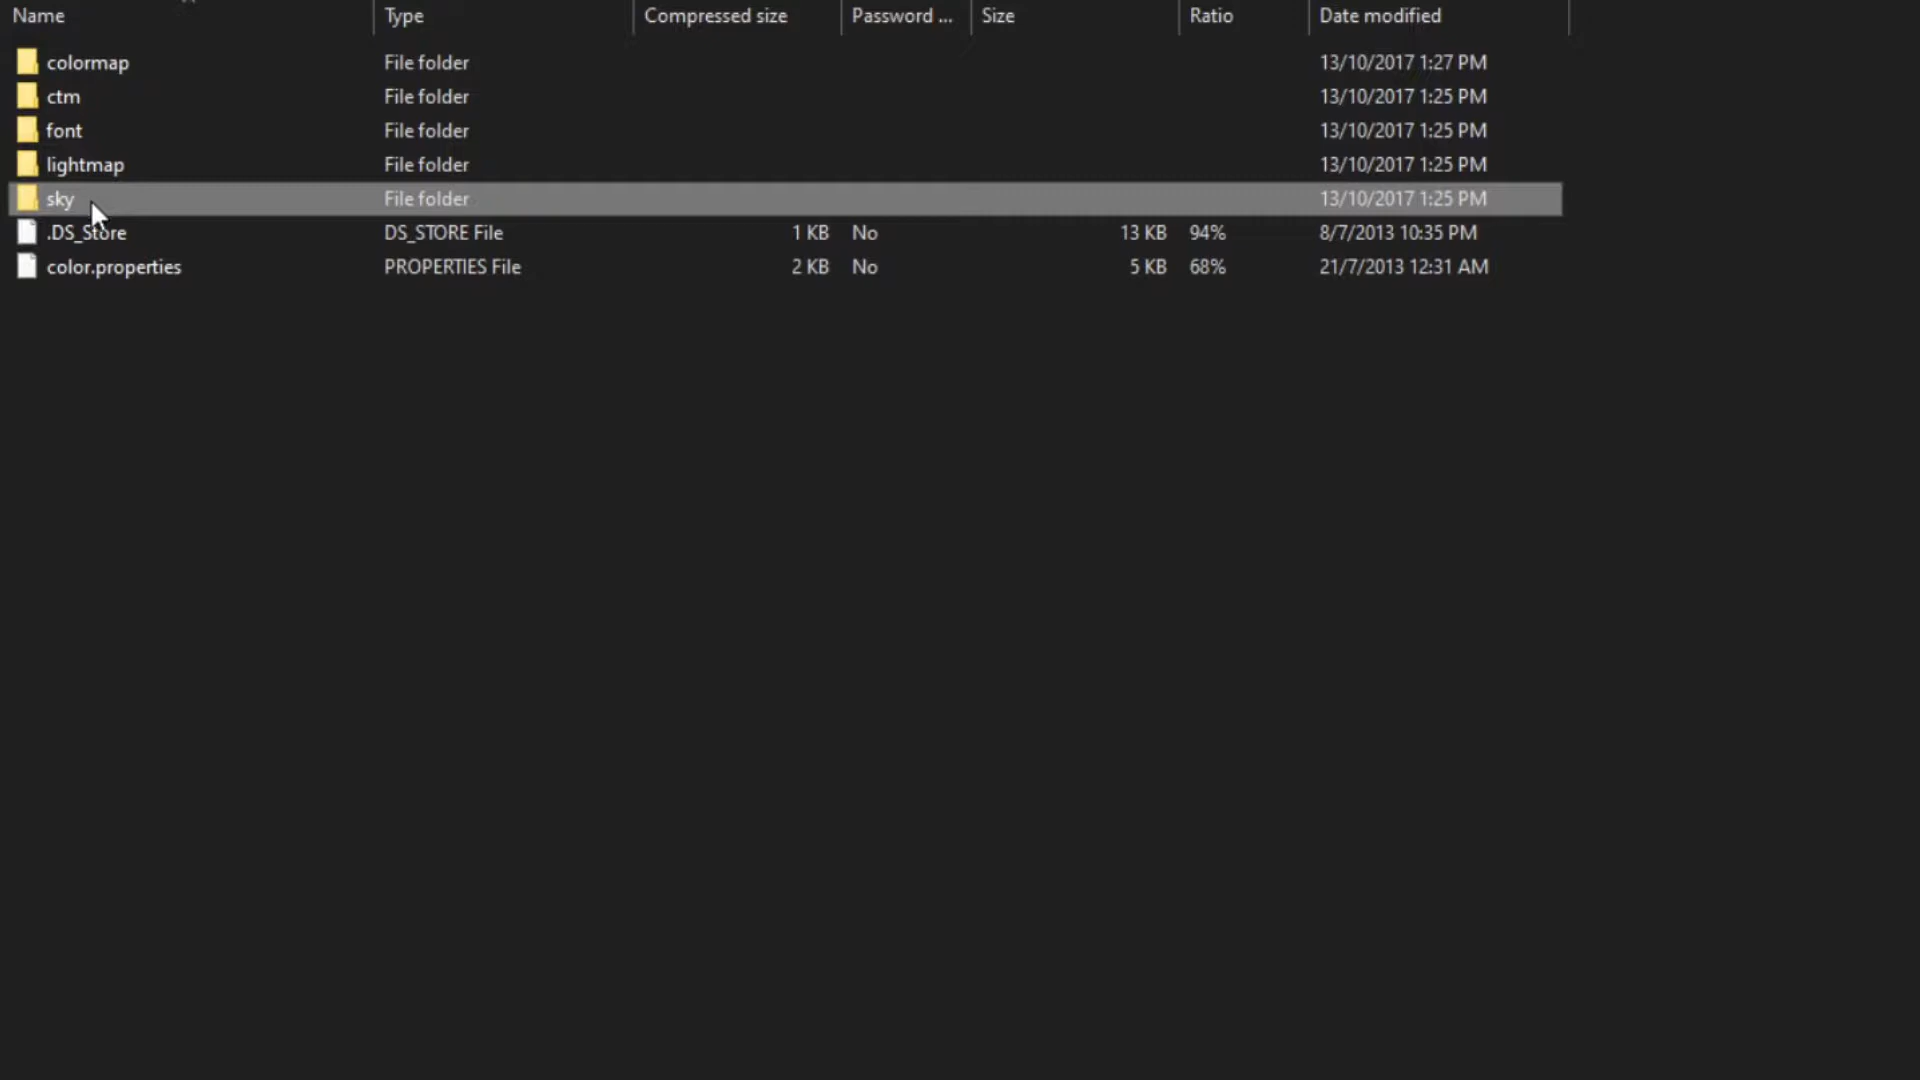 Name Type Compressed size Password ... Size Ratio Date modified
colormap File folder 13/10/2017 1:27 PM
ctm File folder 13/10/2017 1:25 PM
font File folder 13/10/2017 1:25 PM
lightmap File folder 13/10/2017 1:25 PM
sky File folder 13/10/2017 1:25 PM
.DS_Store DS_STORE File 1 KB No 13 KB 94% 8/7/2013 10:35 PM
color.properties PROPERTIES File 2 KB No 5 KB 68% 21/7/2013 12:31 AM